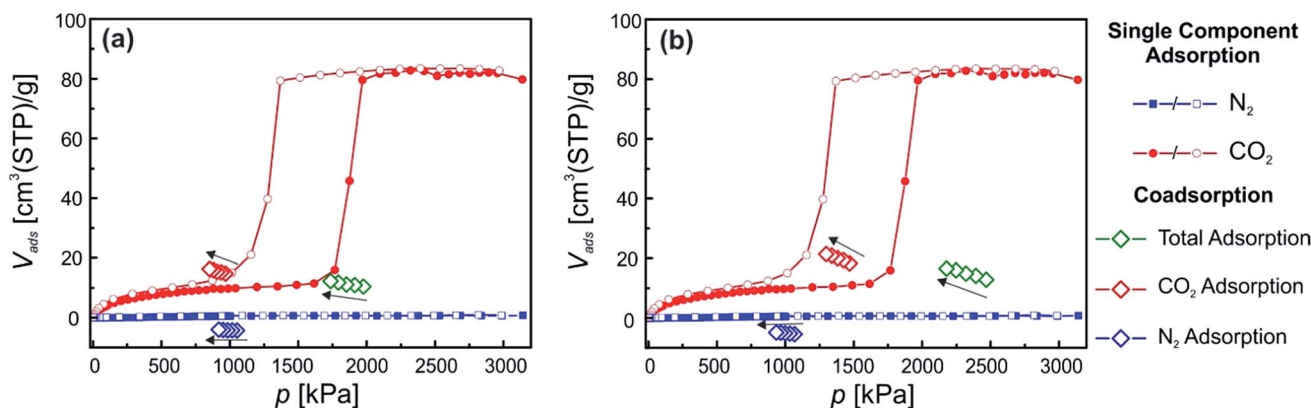 100
80
60
40
20
0
V_ads [cm³(STP)/g]
(a)
0 500 1000 1500 2000 2500 3000
p [kPa]
100
80
60
40
20
0
V_ads [cm³(STP)/g]
(b)
0 500 1000 1500 2000 2500 3000
p [kPa]
Single Component
Adsorption
/ N₂
/ CO₂
Coadsorption
Total Adsorption
CO₂ Adsorption
N₂ Adsorption